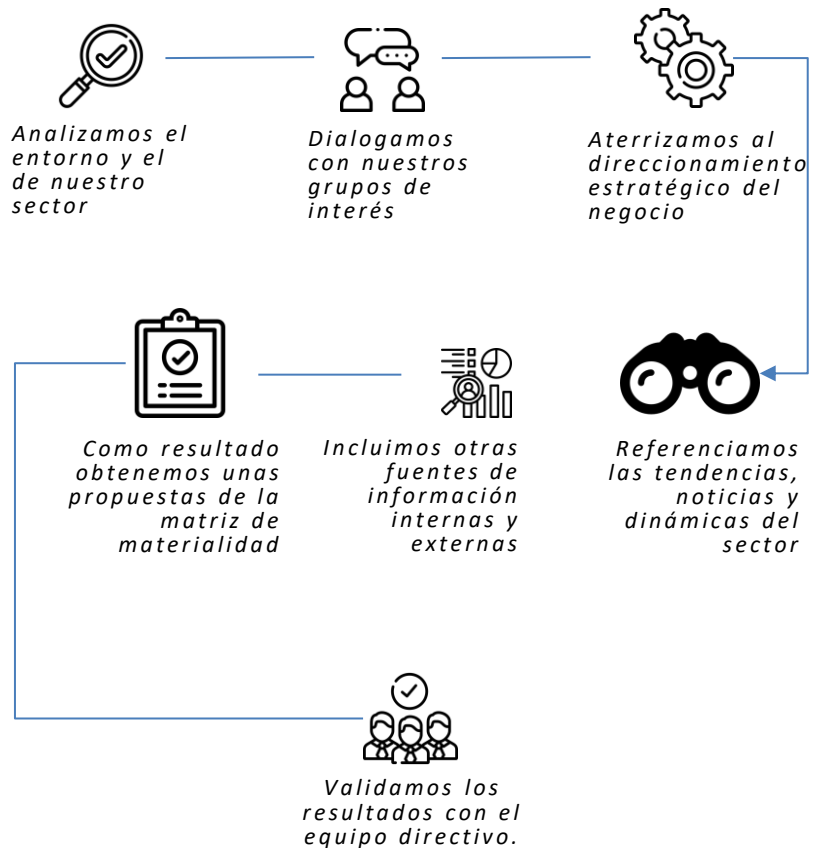 Analizamos el
entorno y el
de nuestro
sector
Dialogamos
con nuestros
grupos de
interés
Aterrizamos al
direccionamiento
estratégico del
negocio
Referenciamos
las tendencias,
noticias y
dinámicas del
sector
Incluimos otras
fuentes de
información
internas y
externas
Como resultado
obtenemos unas
propuestas de la
matriz de
materialidad
Validamos los
resultados con el
equipo directivo.